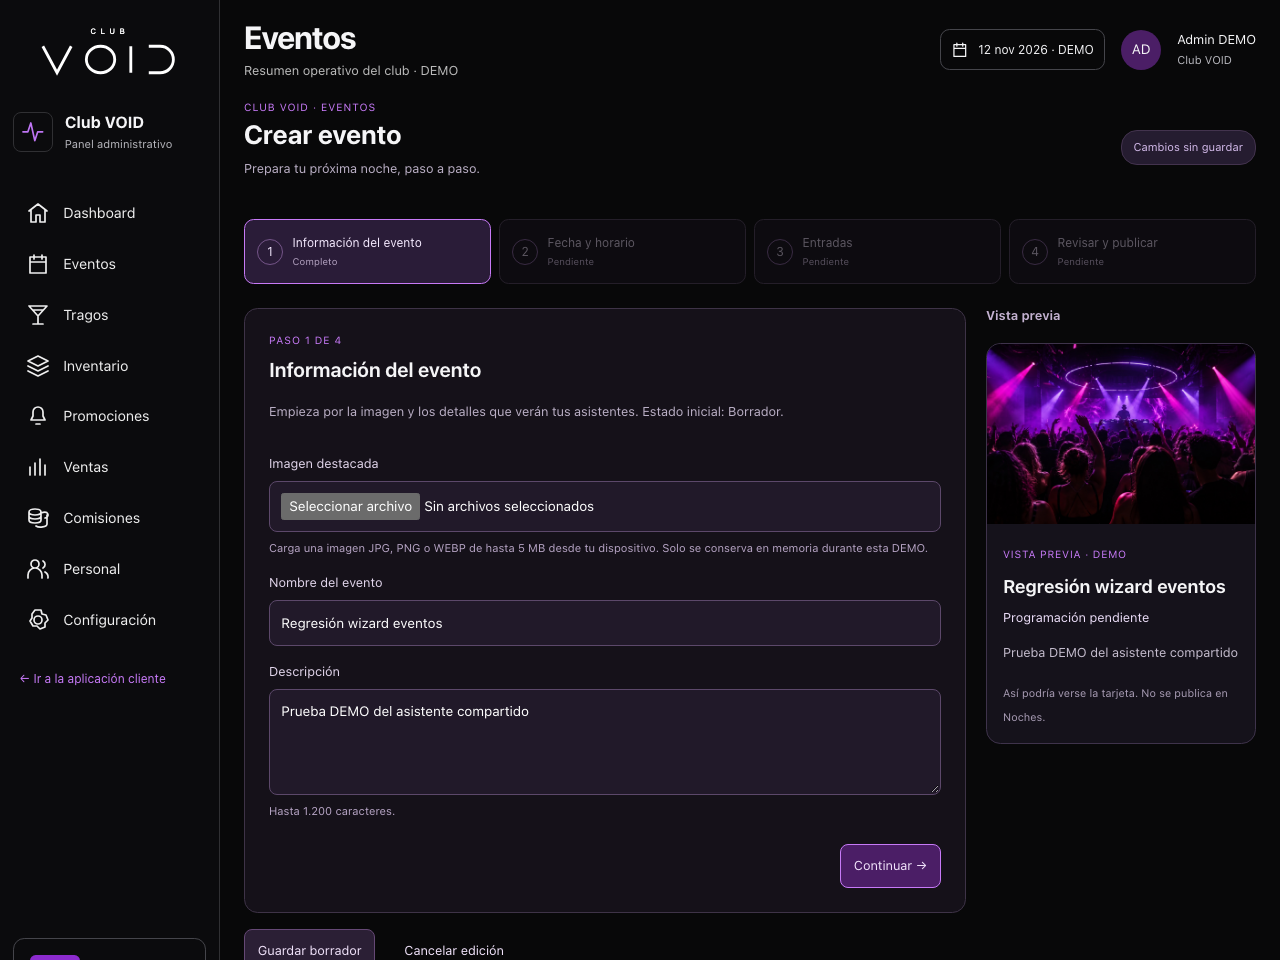 CLUB
VOID
Club VOID
Panel administrativo
Dashboard
Eventos
Tragos
Inventario
Promociones
Ventas
Comisiones
Personal
Configuración
← Ir a la aplicación cliente
Eventos
Resumen operativo del club · DEMO
12 nov 2026 · DEMO
AD
Admin DEMO
Club VOID
CLUB VOID · EVENTOS
Crear evento
Prepara tu próxima noche, paso a paso.
Cambios sin guardar
1
Información del evento
Completo
2
Fecha y horario
Pendiente
3
Entradas
Pendiente
4
Revisar y publicar
Pendiente
PASO 1 DE 4
Información del evento
Empieza por la imagen y los detalles que verán tus asistentes. Estado inicial: Borrador.
Imagen destacada
Seleccionar archivo Sin archivos seleccionados
Carga una imagen JPG, PNG o WEBP de hasta 5 MB desde tu dispositivo. Solo se conserva en memoria durante esta DEMO.
Nombre del evento
Regresión wizard eventos
Descripción
Prueba DEMO del asistente compartido
Hasta 1.200 caracteres.
Continuar →
Guardar borrador
Cancelar edición
Vista previa
VISTA PREVIA · DEMO
Regresión wizard eventos
Programación pendiente
Prueba DEMO del asistente compartido
Así podría verse la tarjeta. No se publica en
Noches.